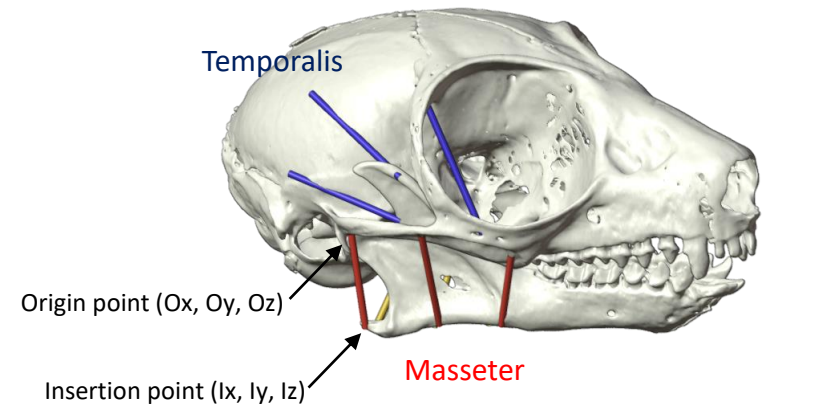 Temporalis
Origin point (Ox, Oy, Oz)
Masseter
Insertion point (Ix, Iy, Iz)